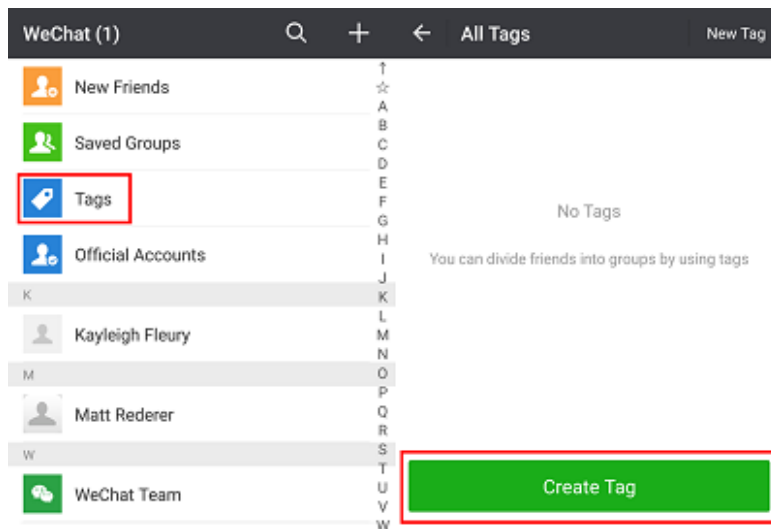 WeChat (1)
New Friends
Saved Groups
Tags
Official Accounts
K
Kayleigh Fleury
M
Matt Rederer
W
WeChat Team
↑
☆
A
B
C
D
E
F
G
H
I
J
K
L
M
N
O
P
Q
R
S
T
U
V
W
← All Tags New Tag
No Tags
You can divide friends into groups by using tags
Create Tag